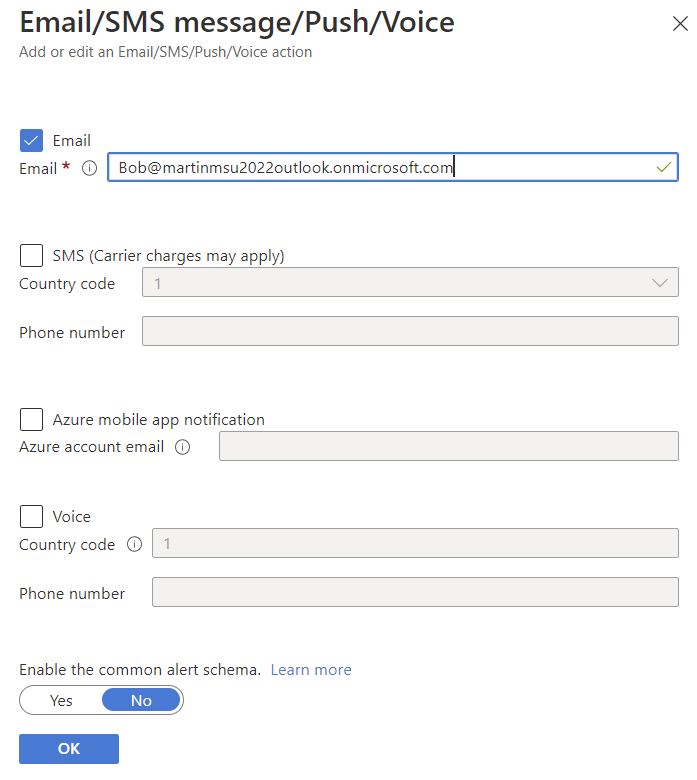 Email/SMS message/Push/Voice
Add or edit an Email/SMS/Push/Voice action
Email
Email * Bob@martinmsu2022outlook.onmicrosoft.com
SMS (Carrier charges may apply)
Country code 1
Phone number
Azure mobile app notification
Azure account email
Voice
Country code 1
Phone number
Enable the common alert schema. Learn more
Yes No
OK